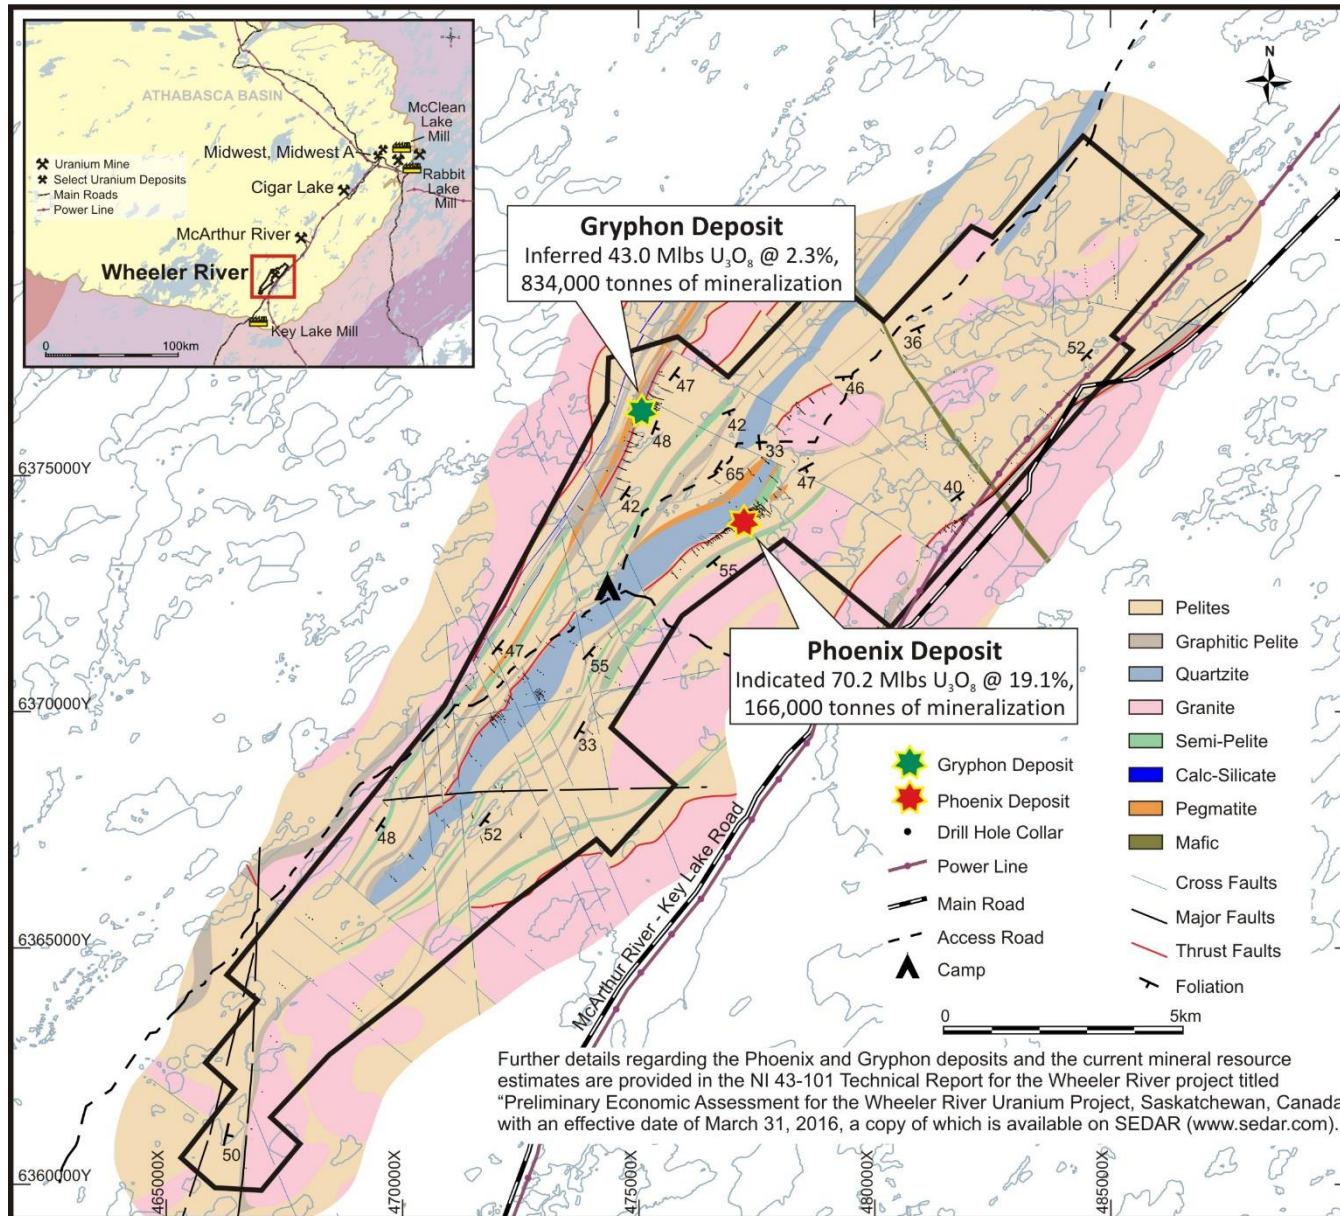 ATHABASCA BASIN
McClean
Lake
Mill
Midwest, Midwest A
Rabbit
Lake
Mill
Cigar Lake
McArthur River
Wheeler River
Key Lake Mill
Uranium Mine
Select Uranium Deposits
Main Roads
Power Line
0 100km
N
Gryphon Deposit
Inferred 43.0 Mlbs U₃O₈ @ 2.3%,
834,000 tonnes of mineralization
36
52
47
46
42
48
33
65
47
42
40
55
47
55
33
48
52
50
Phoenix Deposit
Indicated 70.2 Mlbs U₃O₈ @ 19.1%,
166,000 tonnes of mineralization
McArthur River - Key Lake Road
Gryphon Deposit
Phoenix Deposit
Drill Hole Collar
Power Line
Main Road
Access Road
Camp
Pelites
Graphitic Pelite
Quartzite
Granite
Semi-Pelite
Calc-Silicate
Pegmatite
Mafic
Cross Faults
Major Faults
Thrust Faults
Foliation
0 5km
Further details regarding the Phoenix and Gryphon deposits and the current mineral resource
estimates are provided in the NI 43-101 Technical Report for the Wheeler River project titled
“Preliminary Economic Assessment for the Wheeler River Uranium Project, Saskatchewan, Canada
with an effective date of March 31, 2016, a copy of which is available on SEDAR (www.sedar.com).
6375000Y
6370000Y
6365000Y
6360000Y
465000X
470000X
475000X
480000X
485000X